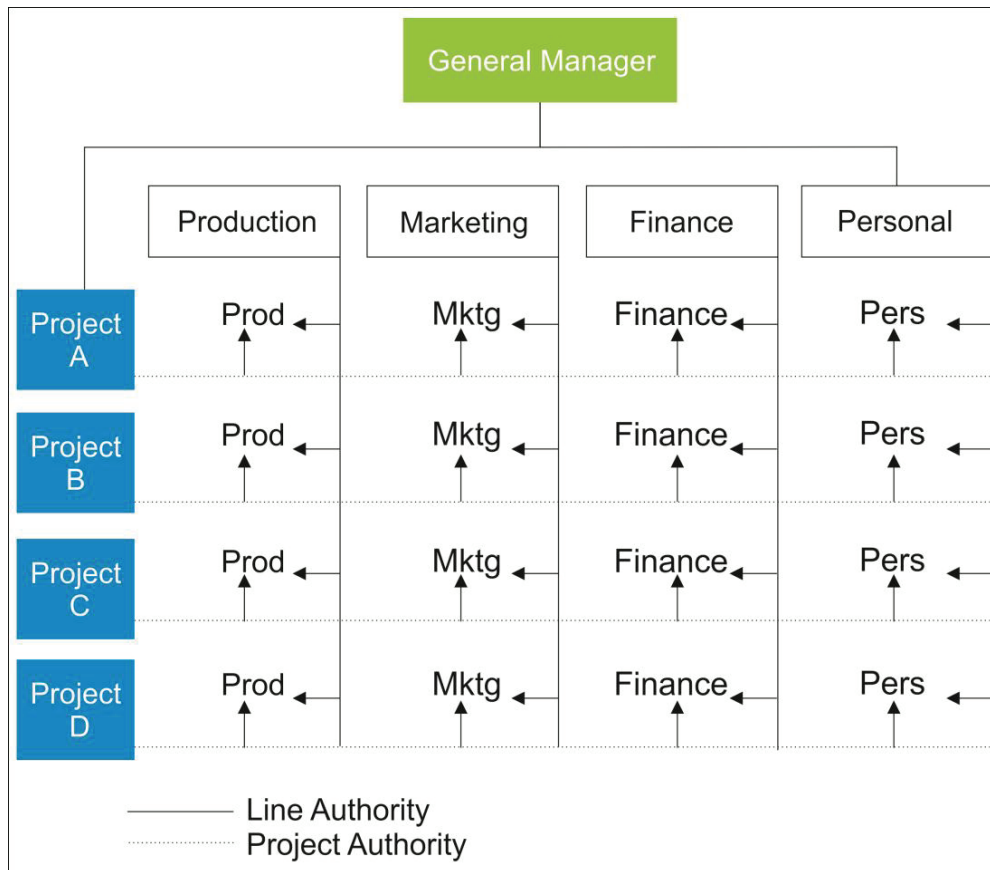 General Manager
Production Marketing Finance Personal
Project
A
Prod Mktg Finance Pers
Project
B
Prod Mktg Finance Pers
Project
C
Prod Mktg Finance Pers
Project
D
Prod Mktg Finance Pers
Line Authority
Project Authority